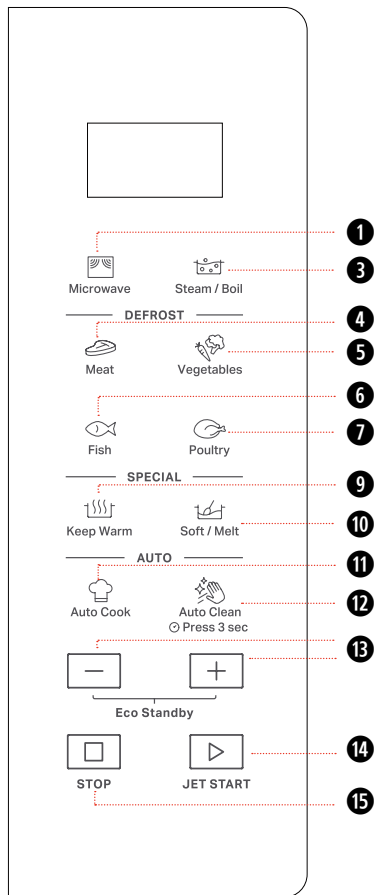 1
Microwave Steam / Boil
3
DEFROST
4
Meat Vegetables
5
6
Fish Poultry
7
SPECIAL
9
Keep Warm Soft / Melt
10
AUTO
11
Auto Cook Auto Clean
12
Press 3 sec
13
Eco Standby
14
STOP JET START
15